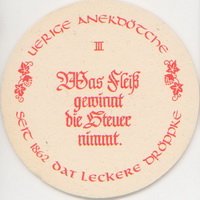 UERIGE ANEKDÖTCHE
III.
Was Fleiß
gewinnt
die Steuer
nimmt.
SEIT 1862 DAT LECKERE DRÖPPKE